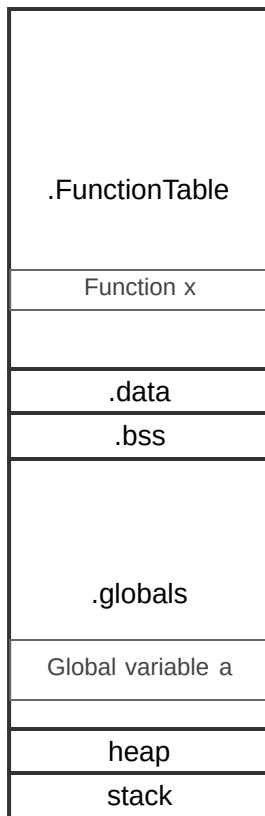 .FunctionTable
Function x
.data
.bss
.globals
Global variable a
heap
stack